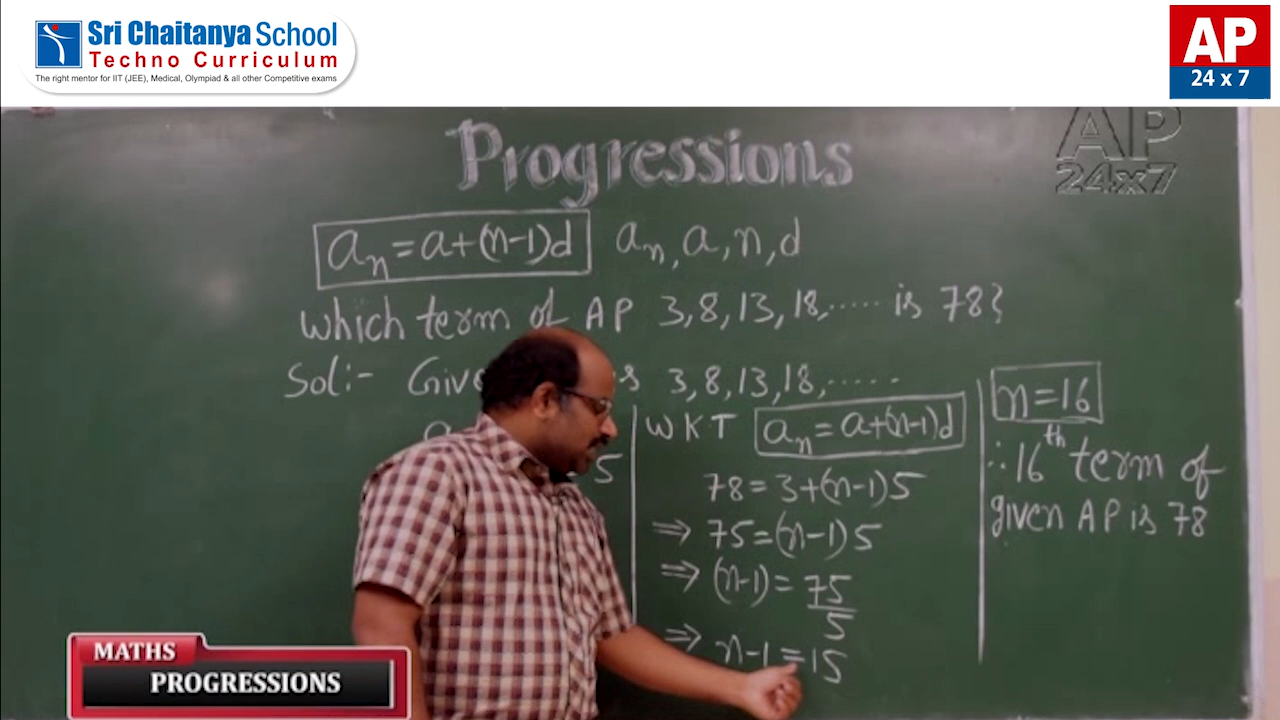 Sri Chaitanya School
Techno Curriculum
The right mentor for IIT (JEE), Medical, Olympiad & all other Competitive exams
AP
24 x 7
AP
24x7
Progressions
aₙ = a+(n-1)d aₙ, a, n, d
which term of AP 3, 8, 13, 18, ..... is 78?
Sol:- 3, 8, 13, 18, .....
5
WKT aₙ = a+(n-1)d
78 = 3+(n-1)5
⇒ 75 = (n-1)5
⇒ (n-1) = 75/5
⇒ n-1 = 15
n = 16
∴ 16th term of
given AP is 78
MATHS
PROGRESSIONS